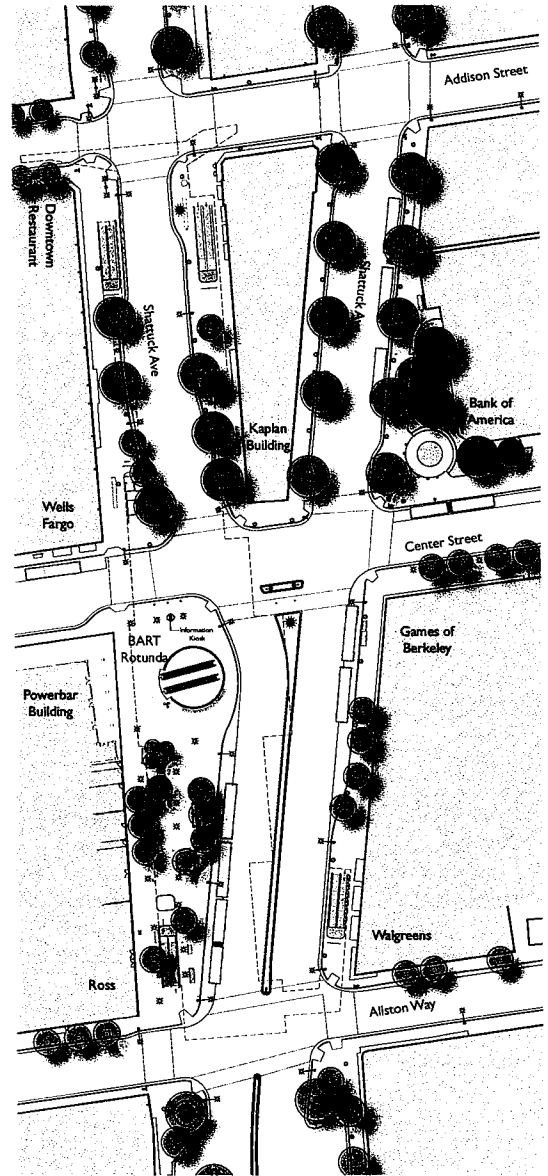 Addison Street
Downtown
Restaurant
Shattuck Ave
Shattuck A
Kaplan
Building
Bank of
America
Wells
Fargo
Center Street
Information
Kiosk
BART
Rotunda
Games of
Berkeley
Powerbar
Building
Walgreens
Ross
Allston Way